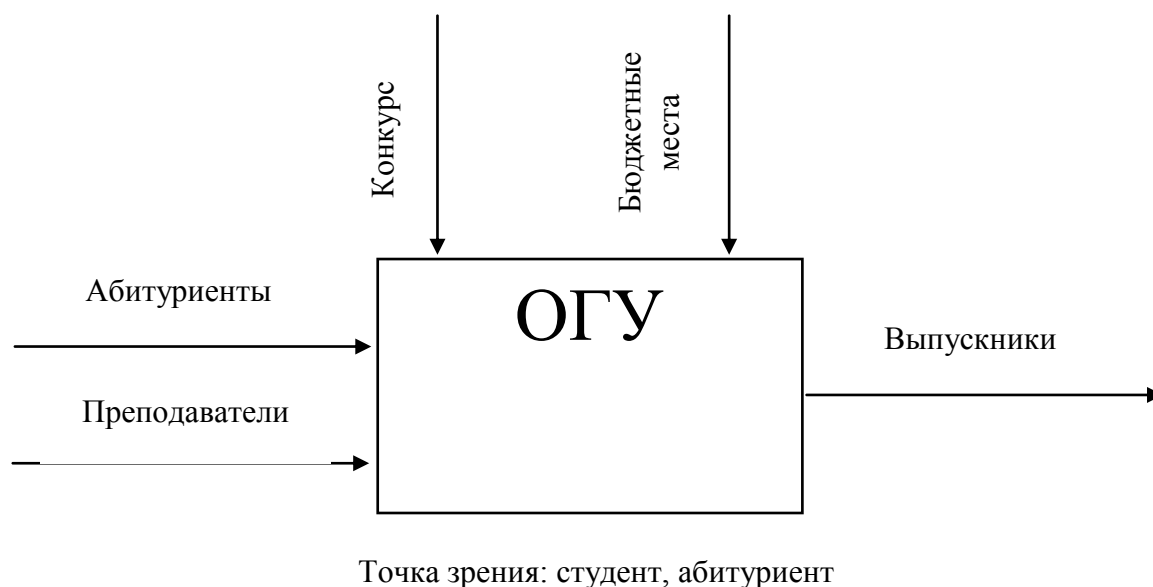 Конкурс
Бюджетные
места
ОГУ
Абитуриенты
Преподаватели
Выпускники
Точка зрения: студент, абитуриент